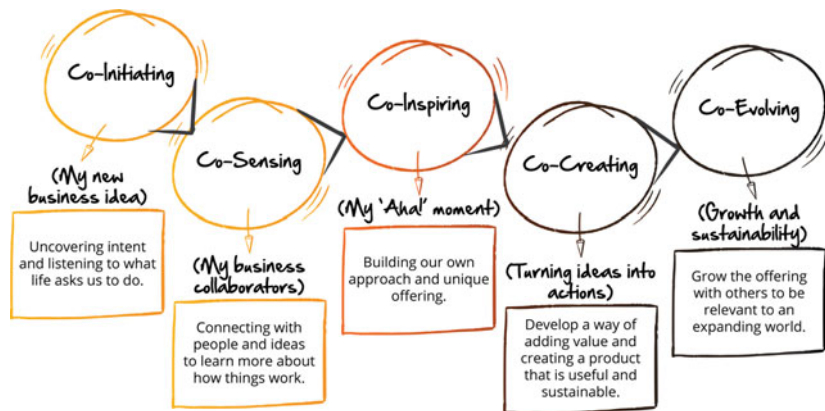 Co-Initiating
(My new
business idea)
Uncovering intent
and listening to what
life asks us to do.
Co-Sensing
(My business
collaborators)
Connecting with
people and ideas
to learn more about
how things work.
Co-Inspiring
(My 'Aha!' moment)
Building our own
approach and unique
offering.
Co-Creating
(Turning ideas into
actions)
Develop a way of
adding value and
creating a product
that is useful and
sustainable.
Co-Evolving
(Growth and
sustainability)
Grow the offering
with others to be
relevant to an
expanding world.